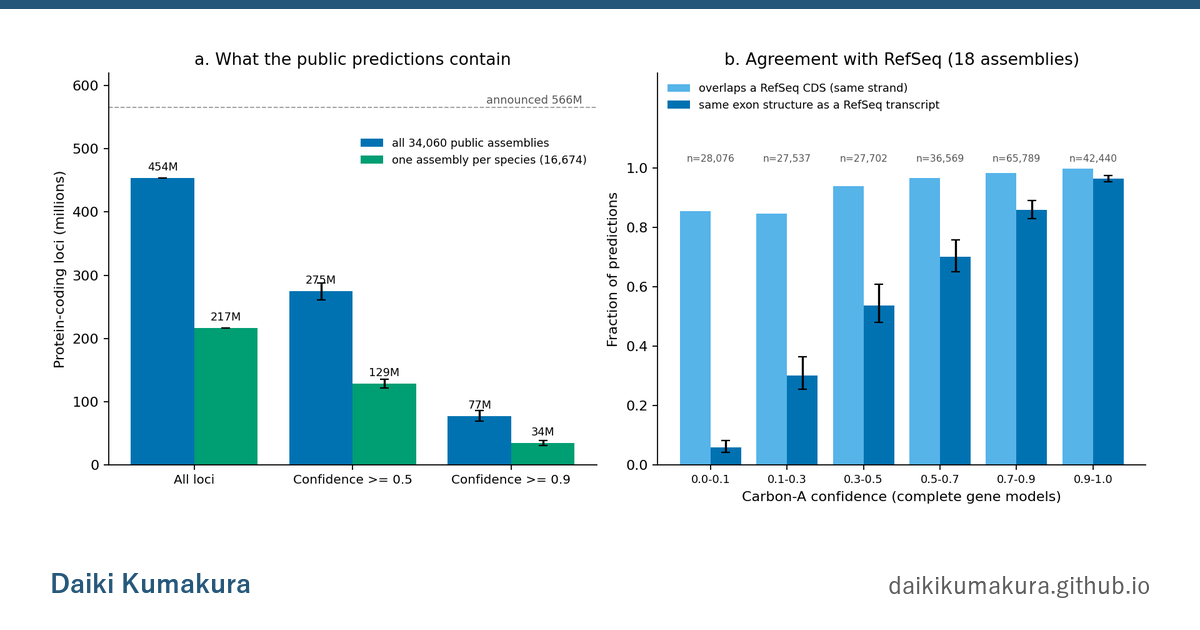 a. What the public predictions contain
600
500
400
300
200
100
0
Protein-coding loci (millions)
announced 566M
all 34,060 public assemblies
one assembly per species (16,674)
454M
217M
275M
129M
77M
34M
All loci
Confidence >= 0.5
Confidence >= 0.9
b. Agreement with RefSeq (18 assemblies)
overlaps a RefSeq CDS (same strand)
same exon structure as a RefSeq transcript
n=28,076 n=27,537 n=27,702 n=36,569 n=65,789 n=42,440
1.0
0.8
0.6
0.4
0.2
0.0
Fraction of predictions
0.0-0.1 0.1-0.3 0.3-0.5 0.5-0.7 0.7-0.9 0.9-1.0
Carbon-A confidence (complete gene models)
Daiki Kumakura
daikikumakura.github.io